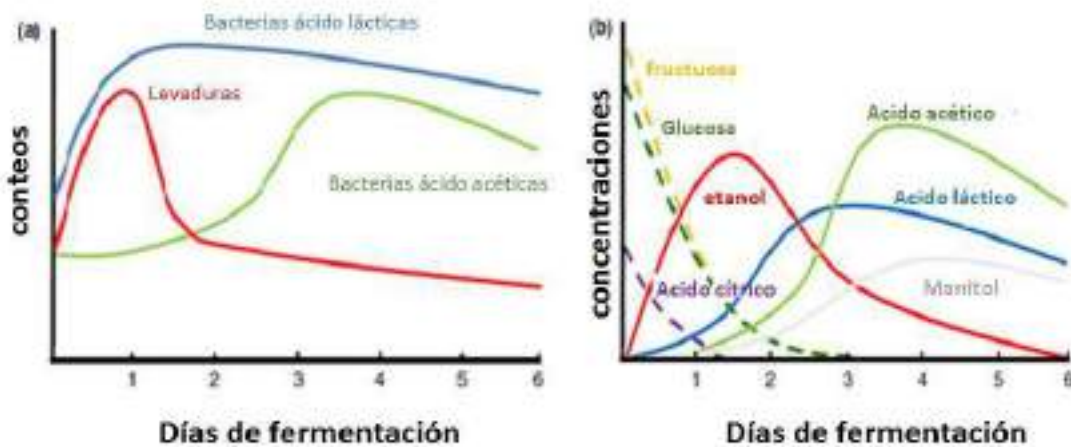 (a)
Bacterias ácido lácticas
Levaduras
Bacterias ácido acéticas
conteos
1 2 3 4 5 6
Días de fermentación
(b)
Frustuosa
Glucosa
etanol
Acido acético
Acido láctico
Acido cítrico
Manitol
concentraciones
1 2 3 4 5 6
Días de fermentación